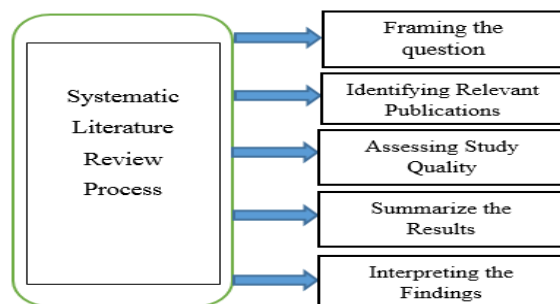 Systematic
Literature
Review
Process
Framing the
question
Identifying Relevant
Publications
Assessing Study
Quality
Summarize the
Results
Interpreting the
Findings